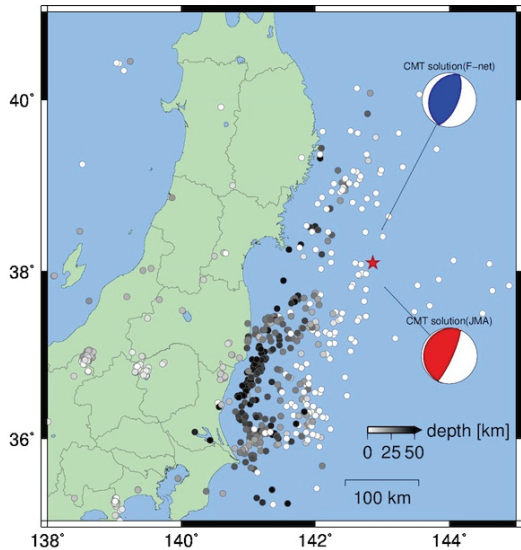 CMT solution(F-net)
40°
38°
CMT solution(JMA)
36°
depth [km]
0 25 50
100 km
138°
140°
142°
144°